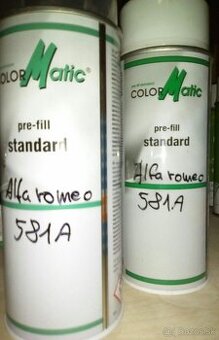 COLORMatic®
pre-fill
standard
Alfa romeo
581A
COLORMatic
pre-fill
standard
Alfa romeo
581A